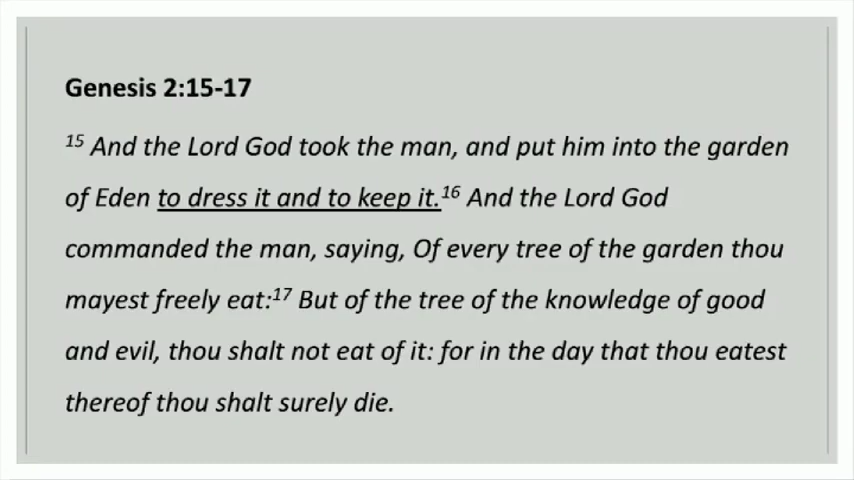 Genesis 2:15-17
15 And the Lord God took the man, and put him into the garden
of Eden to dress it and to keep it.16 And the Lord God
commanded the man, saying, Of every tree of the garden thou
mayest freely eat:17 But of the tree of the knowledge of good
and evil, thou shalt not eat of it: for in the day that thou eatest
thereof thou shalt surely die.